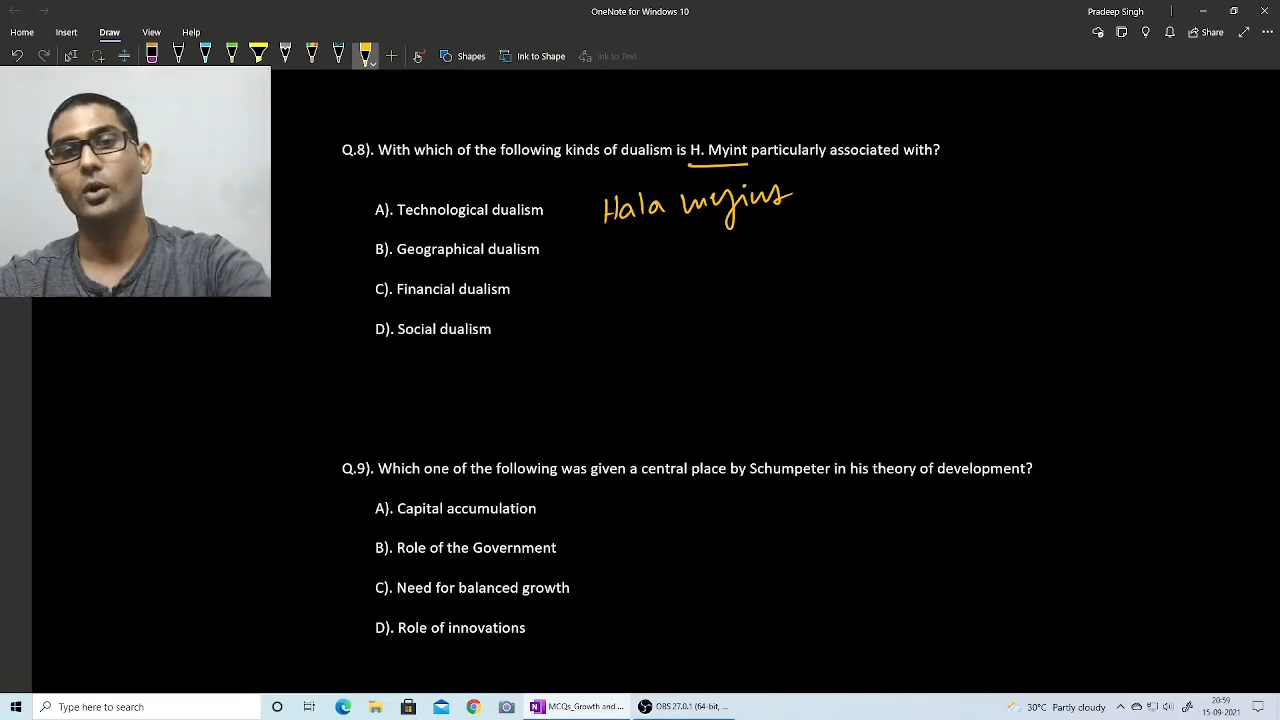 OneNote for Windows 10
Pradeep Singh
Home Insert Draw View Help
Share
Shapes Ink to Shape Ink to Text
Q.8). With which of the following kinds of dualism is H. Myint particularly associated with?
Hala myint
A). Technological dualism
B). Geographical dualism
C). Financial dualism
D). Social dualism
Q.9). Which one of the following was given a central place by Schumpeter in his theory of development?
A). Capital accumulation
B). Role of the Government
C). Need for balanced growth
D). Role of innovations
Type here to search
MCQs_Growth and ...
OBS 27.0.1 (64-bit, ...
30°C Partly cloudy
20:59
15-09-2021